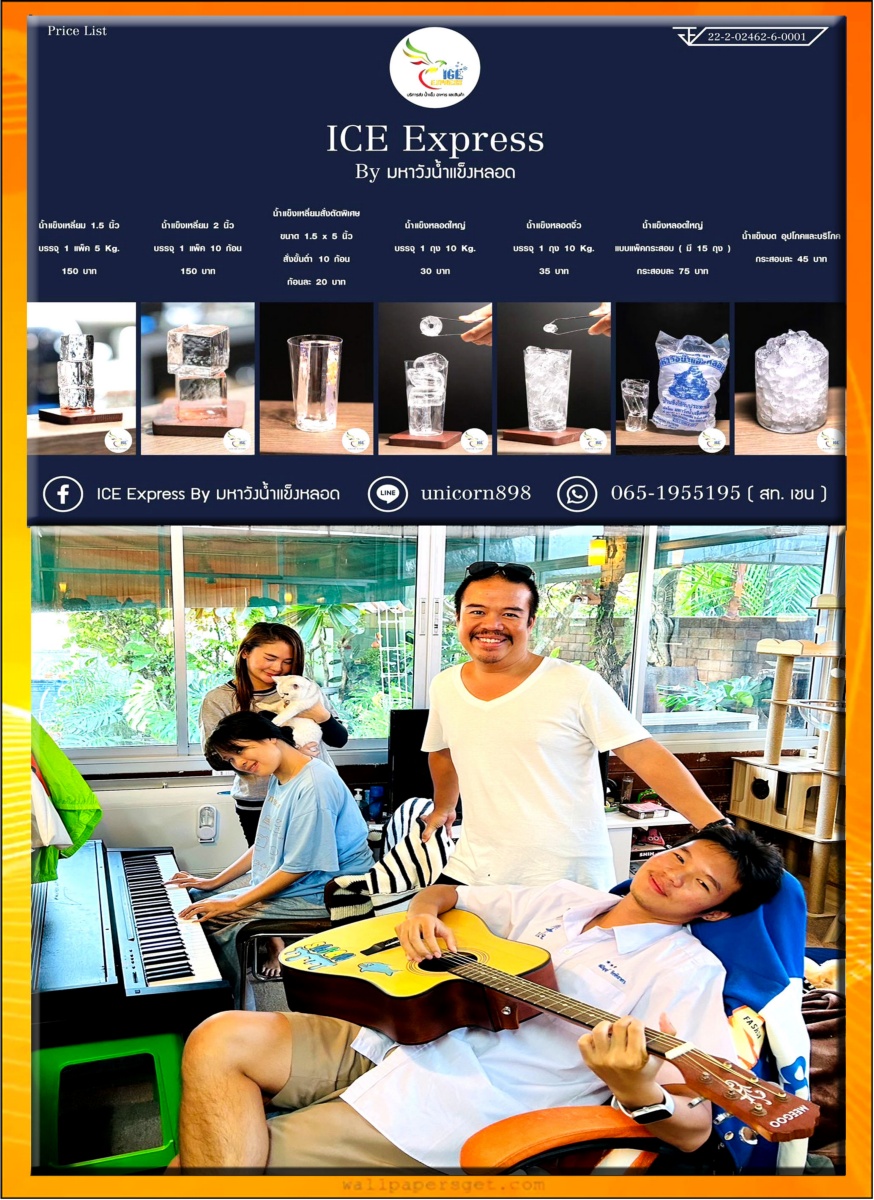 Price List
22-2-02462-6-0001
ICE
EXPRESS
บริการส่ง น้ำแข็ง อาหาร และสินค้า
ICE Express
By มหาวังน้ำแข็งหลอด
น้ำแข็งเหลี่ยม 1.5 นิ้ว
บรรจุ 1 แพ็ค 5 Kg.
150 บาท
น้ำแข็งเหลี่ยม 2 นิ้ว
บรรจุ 1 แพ็ค 10 ก้อน
150 บาท
น้ำแข็งเหลี่ยมสั่งตัดพิเศษ
ขนาด 1.5 x 5 นิ้ว
สั่งขั้นต่ำ 10 ก้อน
ก้อนละ 20 บาท
น้ำแข็งหลอดใหญ่
บรรจุ 1 ถุง 10 Kg.
30 บาท
น้ำแข็งหลอดจิ๋ว
บรรจุ 1 ถุง 10 Kg.
35 บาท
น้ำแข็งหลอดใหญ่
แบบแพ็คกระสอบ ( มี 15 ถุง )
กระสอบละ 75 บาท
น้ำแข็งบด อุปโภคและบริโภค
กระสอบละ 45 บาท
ICE Express By มหาวังน้ำแข็งหลอด
LINE
unicorn898
065-1955195 ( สท. เชน )
FASHA
MEEGOO
wallpapersget.com